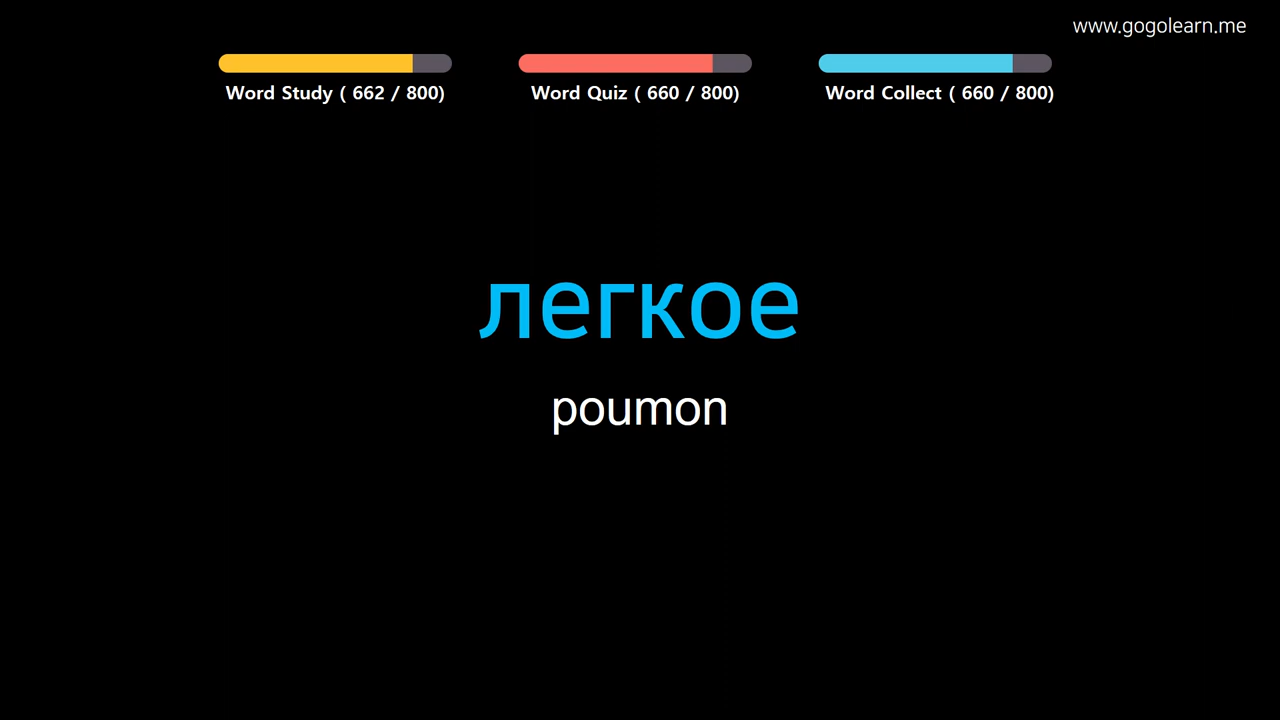 www.gogolearn.me
Word Study ( 662 / 800)
Word Quiz ( 660 / 800)
Word Collect ( 660 / 800)
легкое
poumon